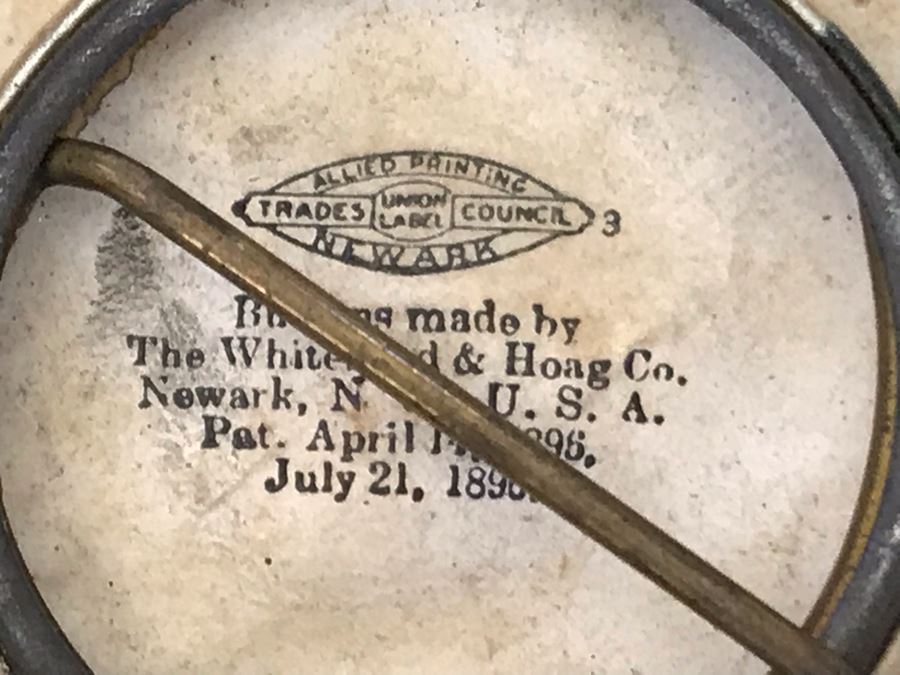 ALLIED PRINTING
TRADES UNION LABEL COUNCIL 3
NEWARK
made by
The & Hoag Co.
Newark, N U. S. A.
Pat. April
July 21,